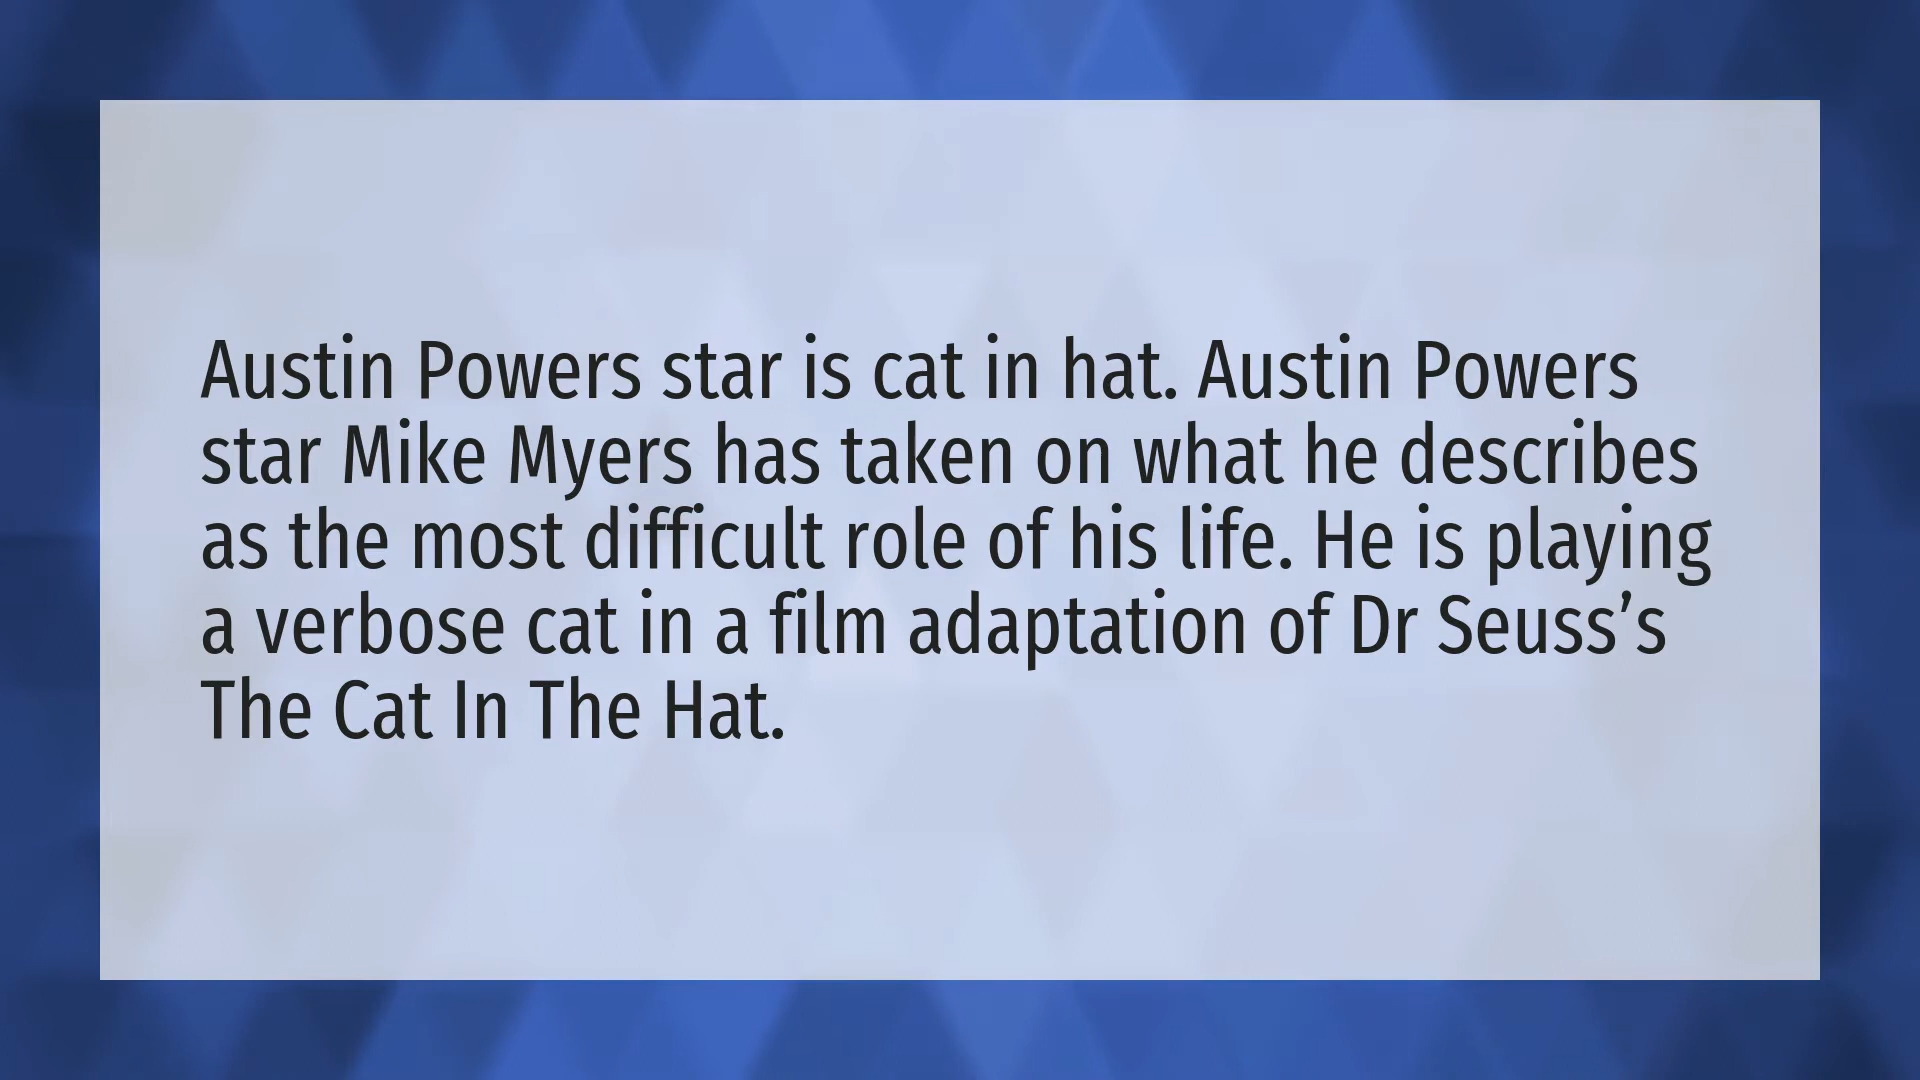 Austin Powers star is cat in hat. Austin Powers
star Mike Myers has taken on what he describes
as the most difficult role of his life. He is playing
a verbose cat in a film adaptation of Dr Seuss’s
The Cat In The Hat.